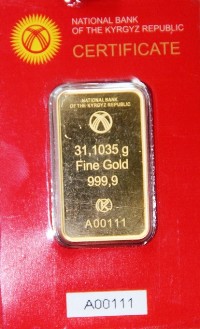 NATIONAL BANK
OF THE KYRGYZ REPUBLIC
CERTIFICATE
NATIONAL BANK
OF THE KYRGYZ REPUBLIC
31,1035 g
Fine Gold
999,9
K
A00111
A00111